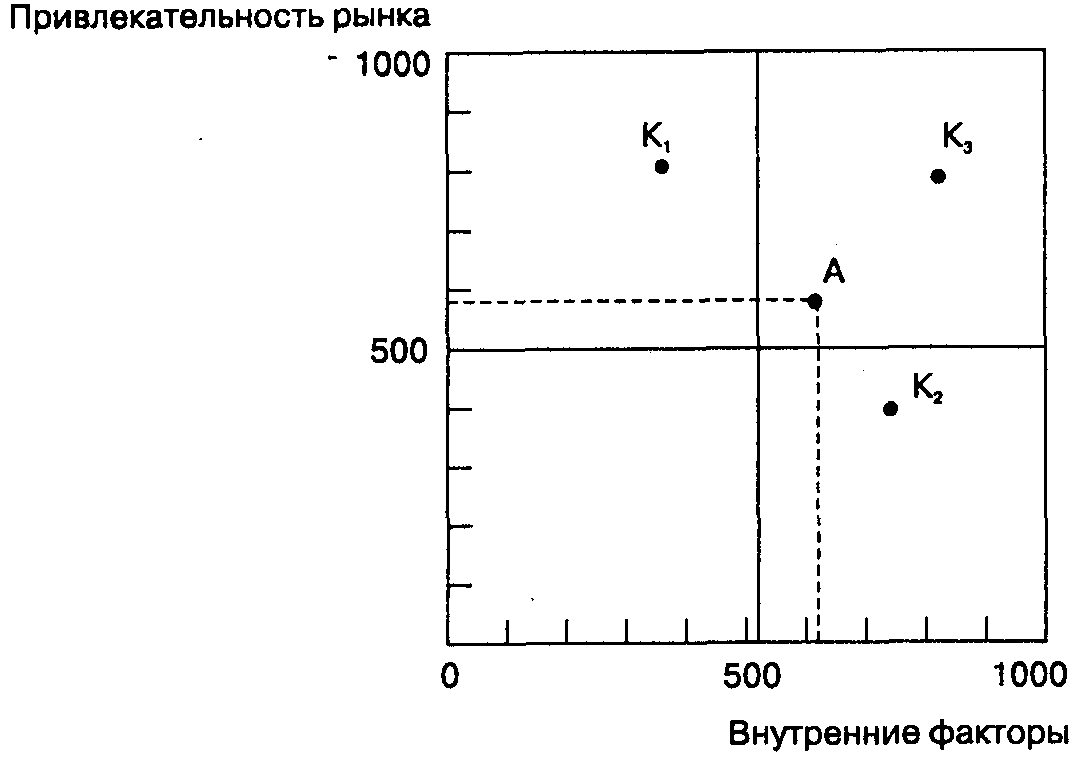 Привлекательность рынка
1000
K₁
K₃
A
500
K₂
0
500
1000
Внутренние факторы